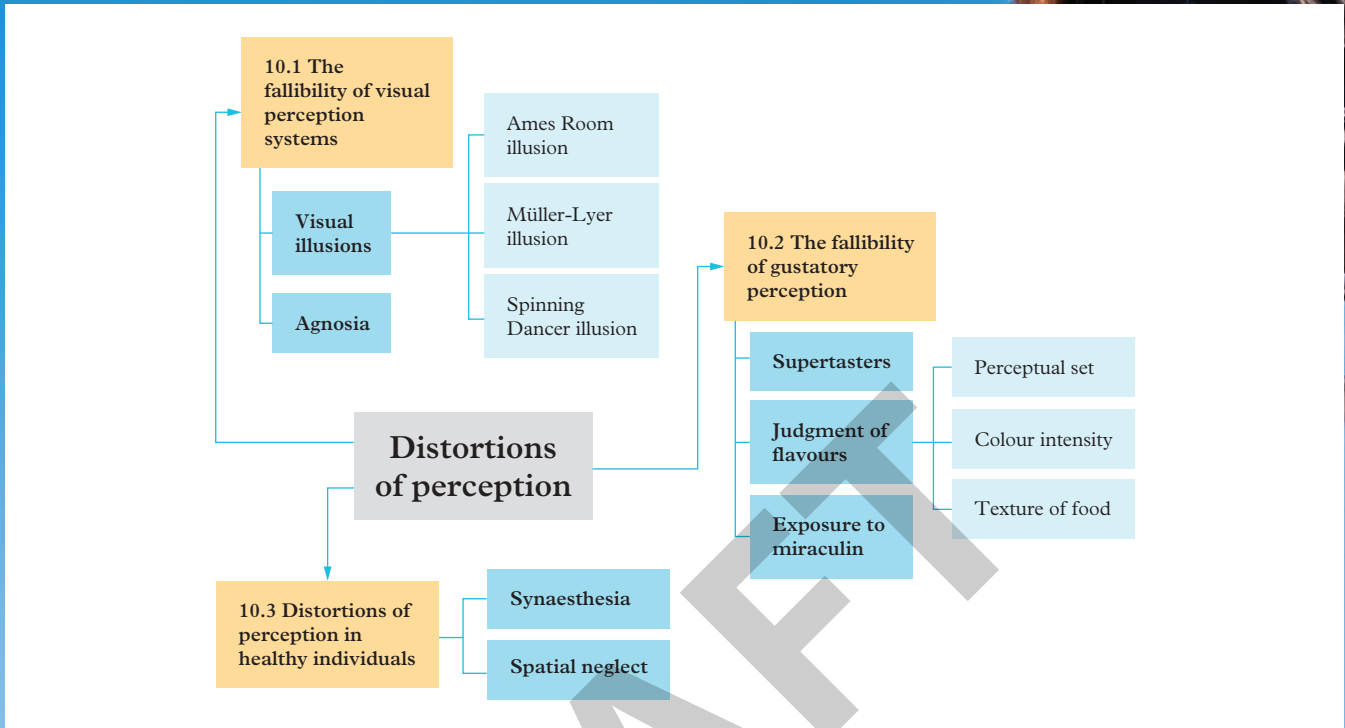 10.1 The
fallibility of visual
perception
systems
Visual
illusions
Agnosia
Ames Room
illusion
Müller-Lyer
illusion
Spinning
Dancer illusion
10.2 The fallibility
of gustatory
perception
Supertasters
Judgment of
flavours
Exposure to
miraculin
Perceptual set
Colour intensity
Texture of food
Distortions
of perception
10.3 Distortions of
perception in
healthy individuals
Synaesthesia
Spatial neglect